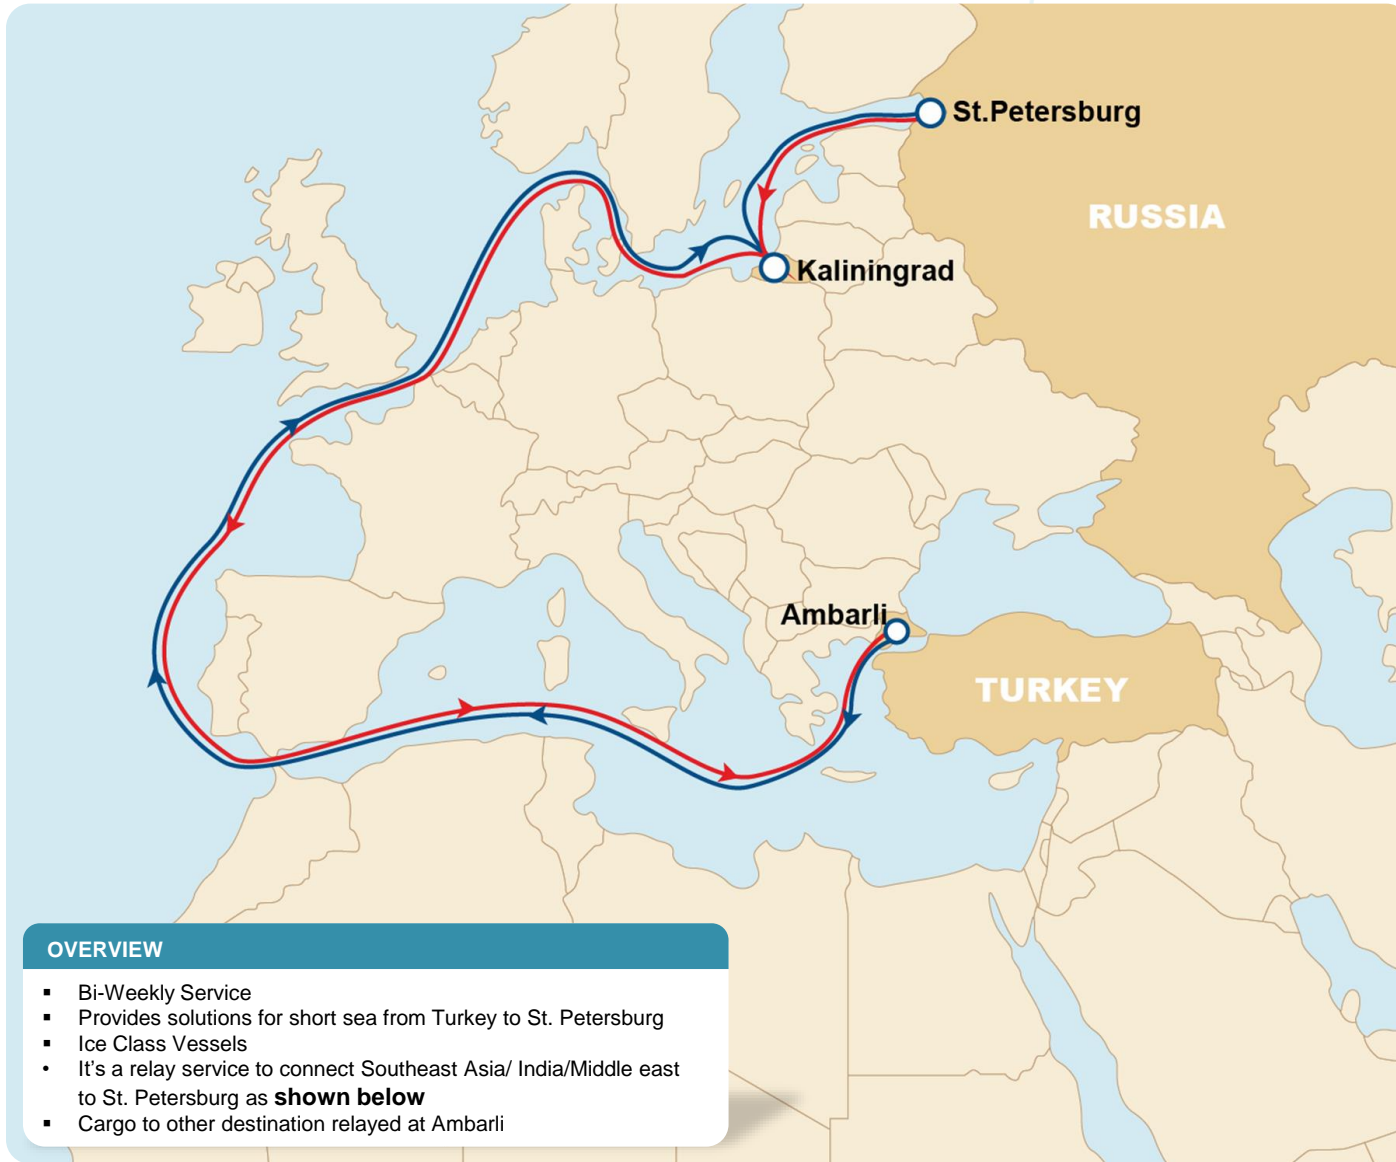 St.Petersburg
RUSSIA
Kaliningrad
Ambarli
TURKEY
OVERVIEW
▪ Bi-Weekly Service
▪ Provides solutions for short sea from Turkey to St. Petersburg
▪ Ice Class Vessels
• It's a relay service to connect Southeast Asia/ India/Middle east
to St. Petersburg as shown below
▪ Cargo to other destination relayed at Ambarli